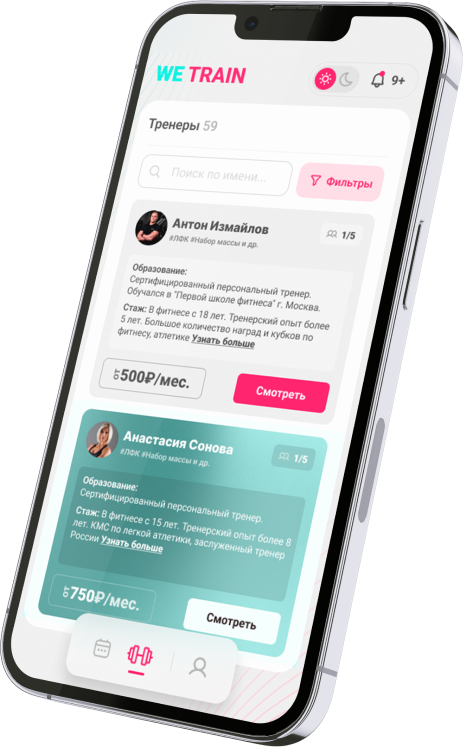 WE TRAIN
9+
Тренеры 59
Поиск по имени...
Фильтры
Антон Измайлов
#ЛФК #Набор массы и др.
1/5
Образование:
Сертифицированный персональный тренер.
Обучался в "Первой школе фитнеса" г. Москва.
Стаж: В фитнесе с 18 лет. Тренерский опыт более
5 лет. Большое количество наград и кубков по
фитнесу, атлетике Узнать больше
от 500₽/мес.
Смотреть
Анастасия Сонова
#ЛФК #Набор массы и др.
1/5
Образование:
Сертифицированный персональный тренер.
Стаж: В фитнесе с 15 лет. Тренерский опыт более 8
лет. КМС по легкой атлетики, заслуженный тренер
России Узнать больше
от 750₽/мес.
Смотреть